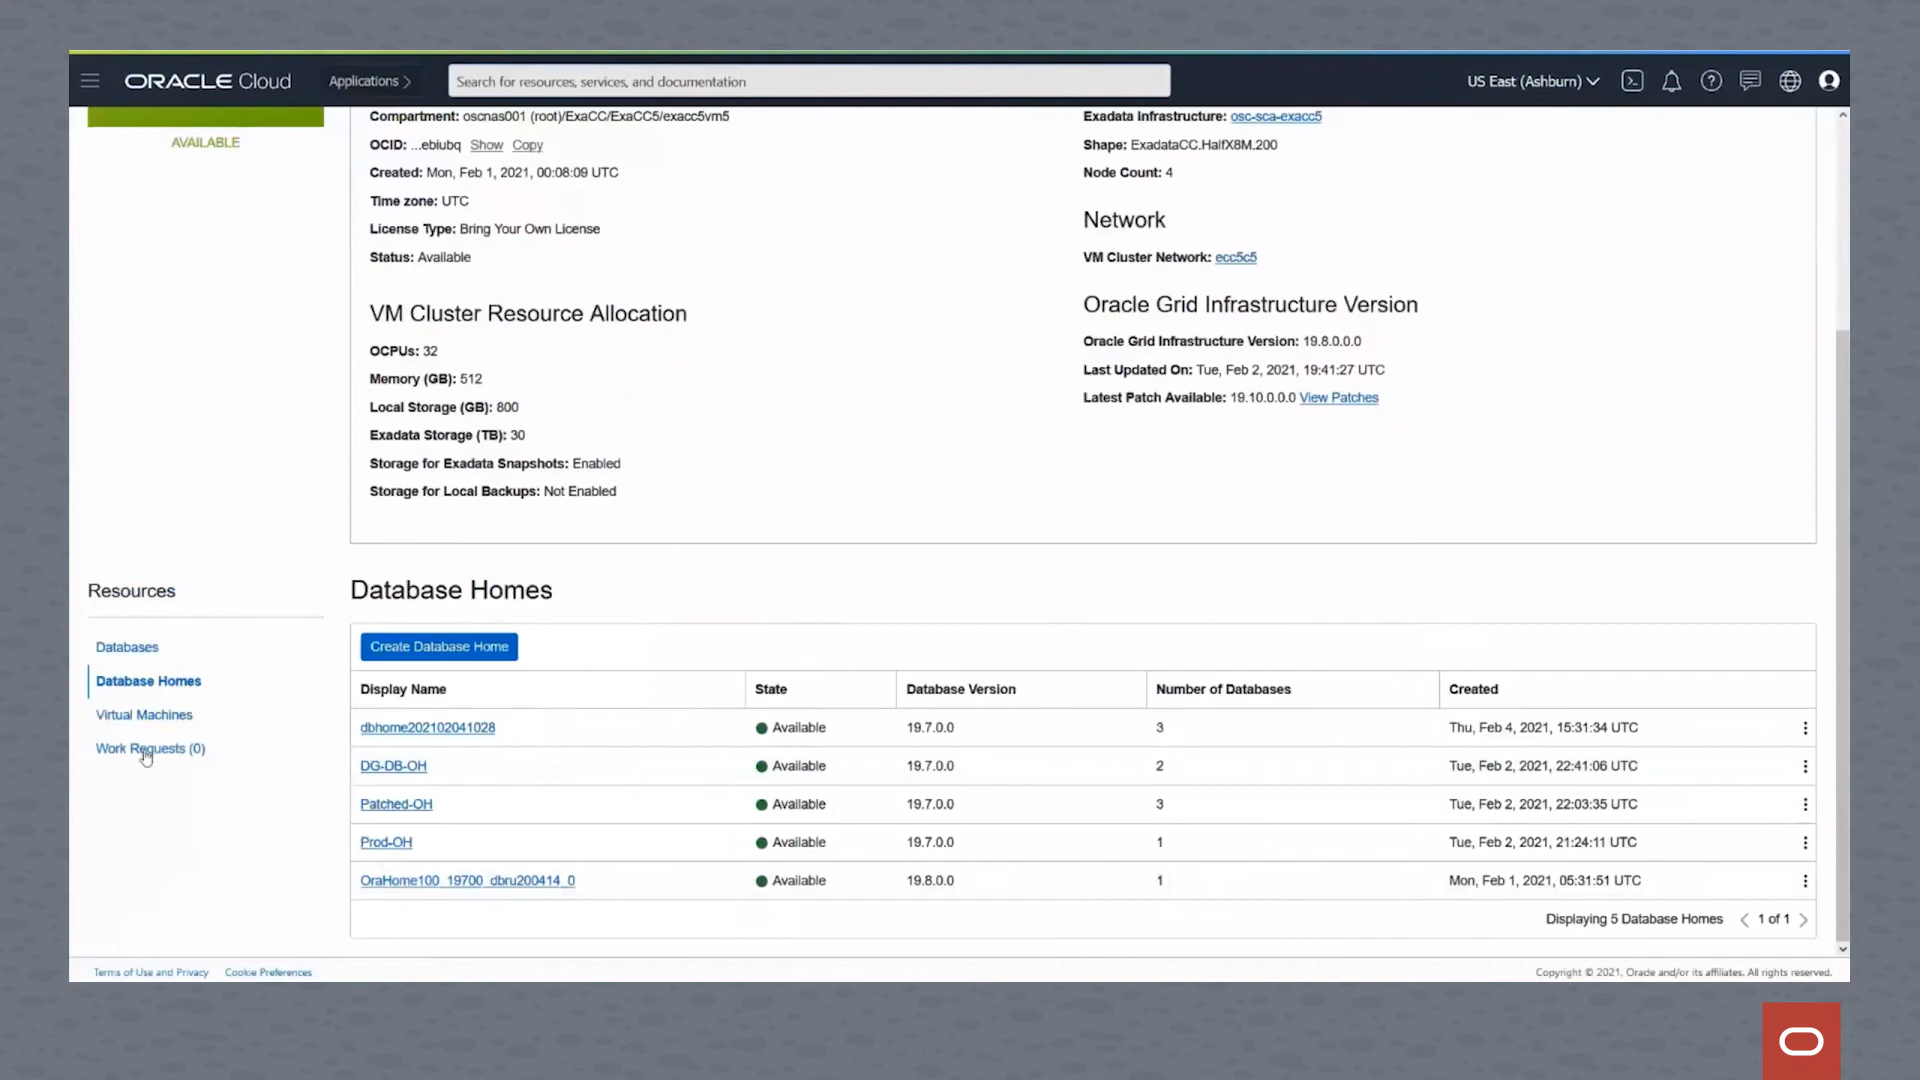 ORACLE Cloud
Applications
Search for resources, services, and documentation
US East (Ashburn)
AVAILABLE
Compartment: oscnas001 (root)/ExaCC/ExaCC5/exacc5vm5
OCID: ...ebiubq Show Copy
Created: Mon, Feb 1, 2021, 00:08:09 UTC
Time zone: UTC
License Type: Bring Your Own License
Status: Available
VM Cluster Resource Allocation
OCPUs: 32
Memory (GB): 512
Local Storage (GB): 800
Exadata Storage (TB): 30
Storage for Exadata Snapshots: Enabled
Storage for Local Backups: Not Enabled
Exadata Infrastructure: osc-sca-exacc5
Shape: ExadataCC.HalfX8M.200
Node Count: 4
Network
VM Cluster Network: ecc5c5
Oracle Grid Infrastructure Version
Oracle Grid Infrastructure Version: 19.8.0.0.0
Last Updated On: Tue, Feb 2, 2021, 19:41:27 UTC
Latest Patch Available: 19.10.0.0.0 View Patches
Resources
Databases
Database Homes
Virtual Machines
Work Requests (0)
Database Homes
Create Database Home
Display Name State Database Version Number of Databases Created
dbhome202102041028 Available 19.7.0.0 3 Thu, Feb 4, 2021, 15:31:34 UTC
DG-DB-OH Available 19.7.0.0 2 Tue, Feb 2, 2021, 22:41:06 UTC
Patched-OH Available 19.7.0.0 3 Tue, Feb 2, 2021, 22:03:35 UTC
Prod-OH Available 19.7.0.0 1 Tue, Feb 2, 2021, 21:24:11 UTC
OraHome100_19700_dbru200414_0 Available 19.8.0.0 1 Mon, Feb 1, 2021, 05:31:51 UTC
Displaying 5 Database Homes 1 of 1
Terms of Use and Privacy Cookie Preferences
Copyright © 2021, Oracle and/or its affiliates. All rights reserved.